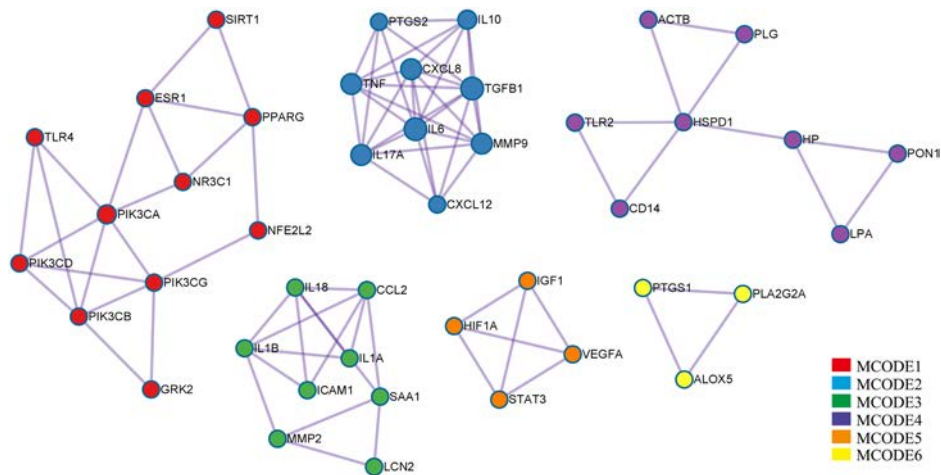 SIRT1
ESR1
PPARG
TLR4
NR3C1
PIK3CA
NFE2L2
PIK3CD
PIK3CG
PIK3CB
GRK2
PTGS2
IL10
CXCL8
TNF
TGFB1
IL6
IL17A
MMP9
CXCL12
ACTB
PLG
TLR2
HSPD1
HP
PON1
CD14
LPA
IL18
CCL2
IL1B
IL1A
ICAM1
SAA1
MMP2
LCN2
IGF1
HIF1A
VEGFA
STAT3
PTGS1
PLA2G2A
ALOX5
MCODE1
MCODE2
MCODE3
MCODE4
MCODE5
MCODE6